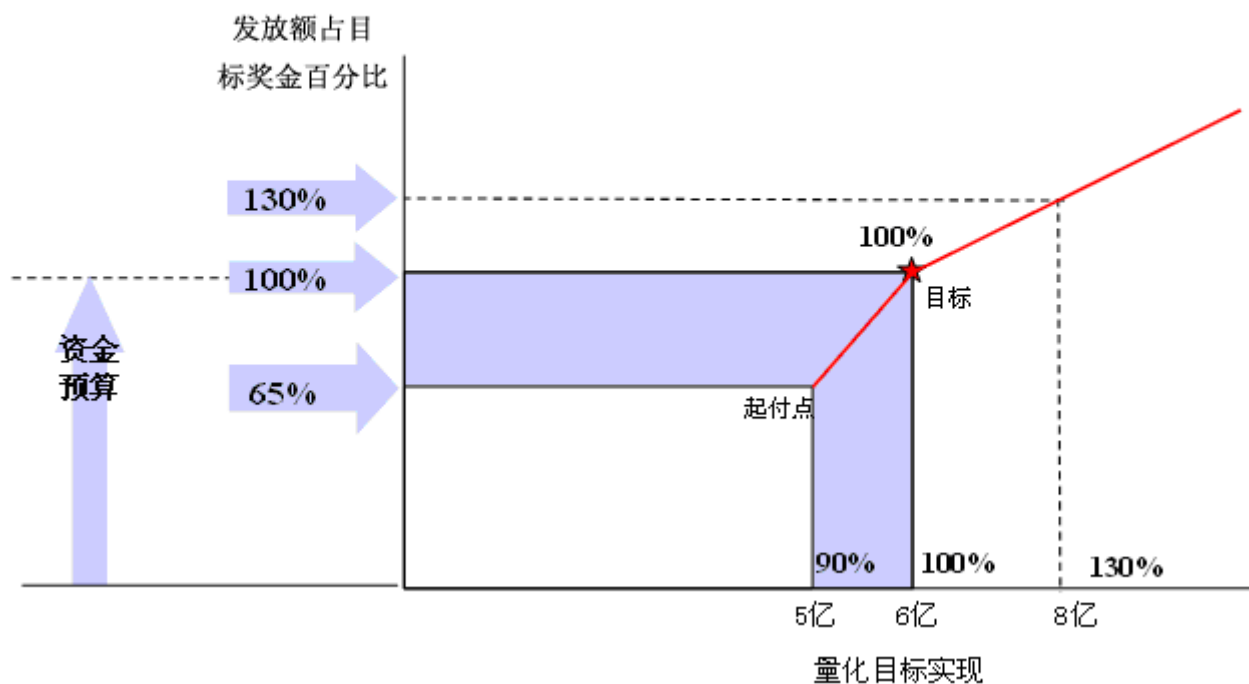 发放额占目
标奖金百分比
130%
100%
100%
目标
资金
预算
65%
起付点
90%
100%
130%
5亿
6亿
8亿
量化目标实现